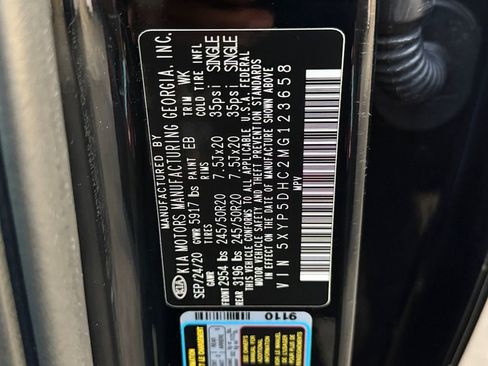 MANUFACTURED BY
KIA MOTORS MANUFACTURING GEORGIA, INC.
KIA
SEP/24/20 GVWR 5917 lbs PAINT EB TRIM WK
GAWR TIRES RIMS COLD TIRE INFL
FRONT 2954 lbs 245/50R20 7.5Jx20 35psi SINGLE
REAR 3196 lbs 245/50R20 7.5Jx20 35psi SINGLE
THIS VEHICLE CONFORMS TO ALL APPLICABLE U.S.A. FEDERAL
MOTOR VEHICLE SAFETY AND THEFT PREVENTION STANDARDS
IN EFFECT ON THE DATE OF MANUFACTURE SHOWN ABOVE
VIN 5XYP5DHC2MG123658
MPV
9110